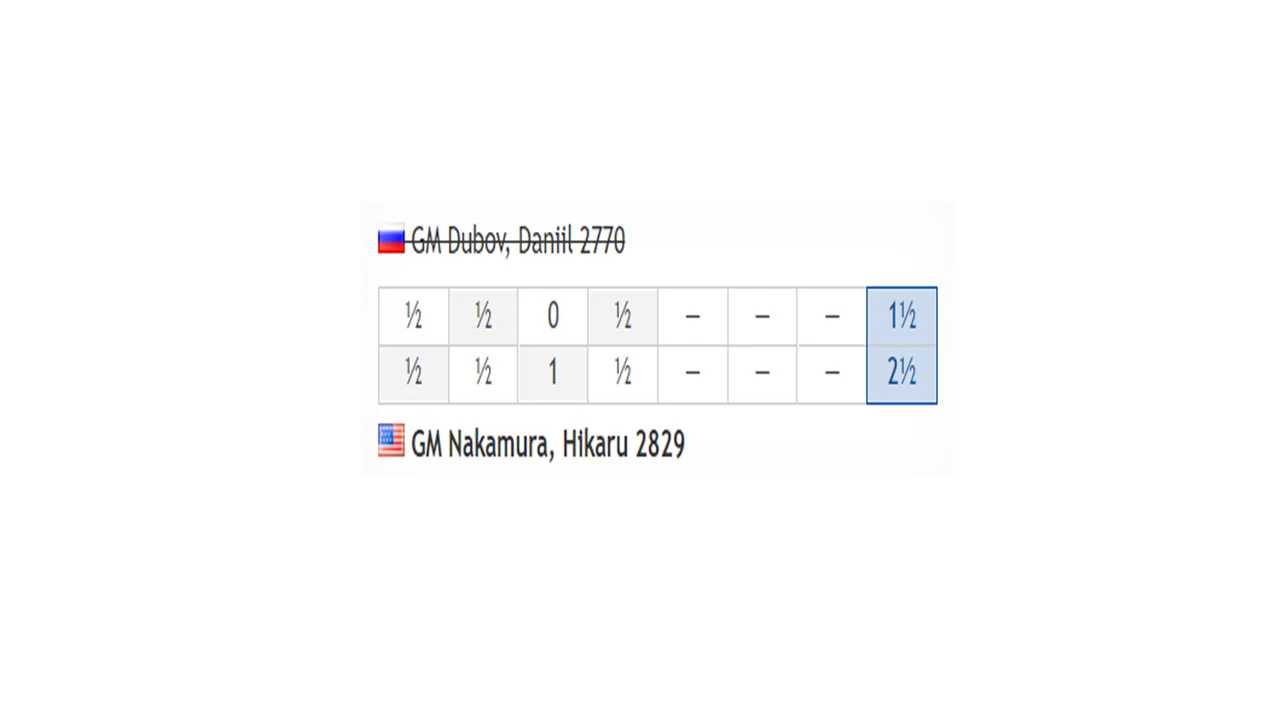 GM Dubov, Daniil 2770
½ ½ 0 ½ – – – 1½
½ ½ 1 ½ – – – 2½
GM Nakamura, Hikaru 2829